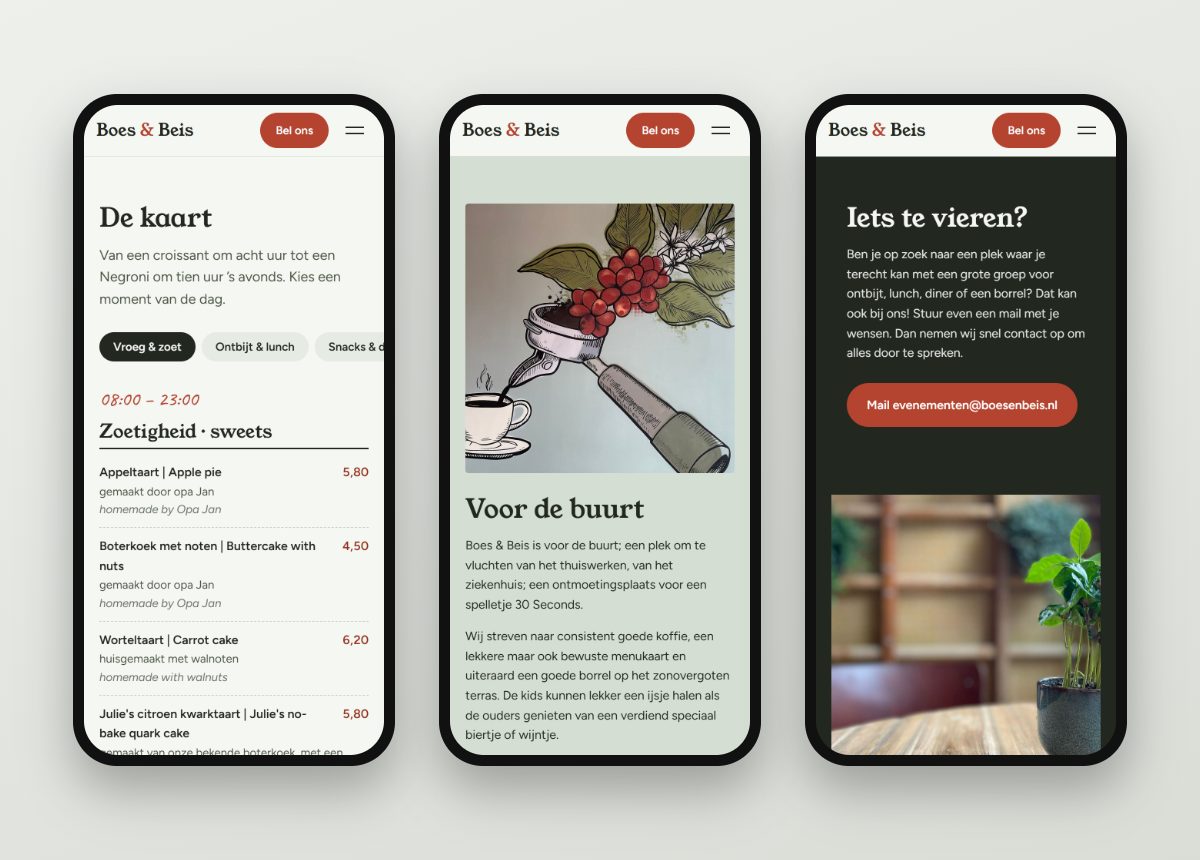 Boes & Beis
Bel ons
De kaart
Van een croissant om acht uur tot een
Negroni om tien uur 's avonds. Kies een
moment van de dag.
Vroeg & zoet
Ontbijt & lunch
Snacks & d
08:00 – 23:00
Zoetigheid · sweets
Appeltaart | Apple pie 5,80
gemaakt door opa Jan
homemade by Opa Jan
Boterkoek met noten | Buttercake with 4,50
nuts
gemaakt door opa Jan
homemade by Opa Jan
Worteltaart | Carrot cake 6,20
huisgemaakt met walnoten
homemade with walnuts
Julie's citroen kwarktaart | Julie's no- 5,80
bake quark cake
gemaakt van onze bekende boterkoek, met een
Boes & Beis
Bel ons
Voor de buurt
Boes & Beis is voor de buurt; een plek om te
vluchten van het thuiswerken, van het
ziekenhuis; een ontmoetingsplaats voor een
spelletje 30 Seconds.
Wij streven naar consistent goede koffie, een
lekkere maar ook bewuste menukaart en
uiteraard een goede borrel op het zonovergoten
terras. De kids kunnen lekker een ijsje halen als
de ouders genieten van een verdiend speciaal
biertje of wijntje.
Boes & Beis
Bel ons
Iets te vieren?
Ben je op zoek naar een plek waar je
terecht kan met een grote groep voor
ontbijt, lunch, diner of een borrel? Dat kan
ook bij ons! Stuur even een mail met je
wensen. Dan nemen wij snel contact op om
alles door te spreken.
Mail evenementen@boesenbeis.nl